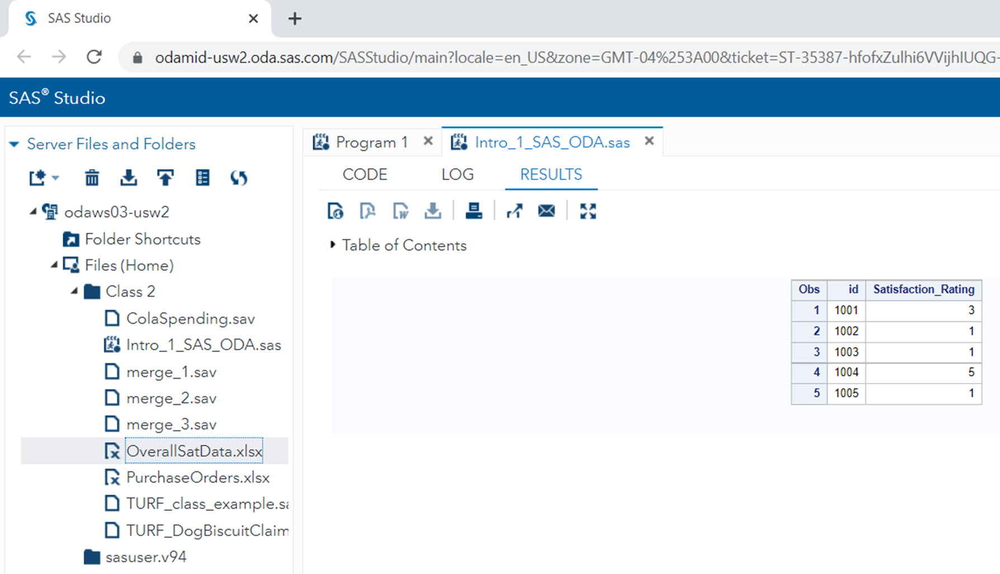 SAS Studio
odamid-usw2.oda.sas.com/SASStudio/main?locale=en_US&zone=GMT-04%253A00&ticket=
SAS® Studio
Server Files and Folders
odaws03-usw2
Folder Shortcuts
Files (Home)
Class 2
ColaSpending.sav
Intro_1_SAS_ODA.sas
merge_1.sav
merge_2.sav
merge_3.sav
OverallSatData.xlsx
PurchaseOrders.xlsx
TURF_class_example.sa
TURF_DogBiscuitClaim
sasuser.v94
Program 1
Intro_1_SAS_ODA.sas
CODE LOG RESULTS
Table of Contents
Obs id Satisfaction_Rating
1 1001 3
2 1002 1
3 1003 1
4 1004 5
5 1005 1